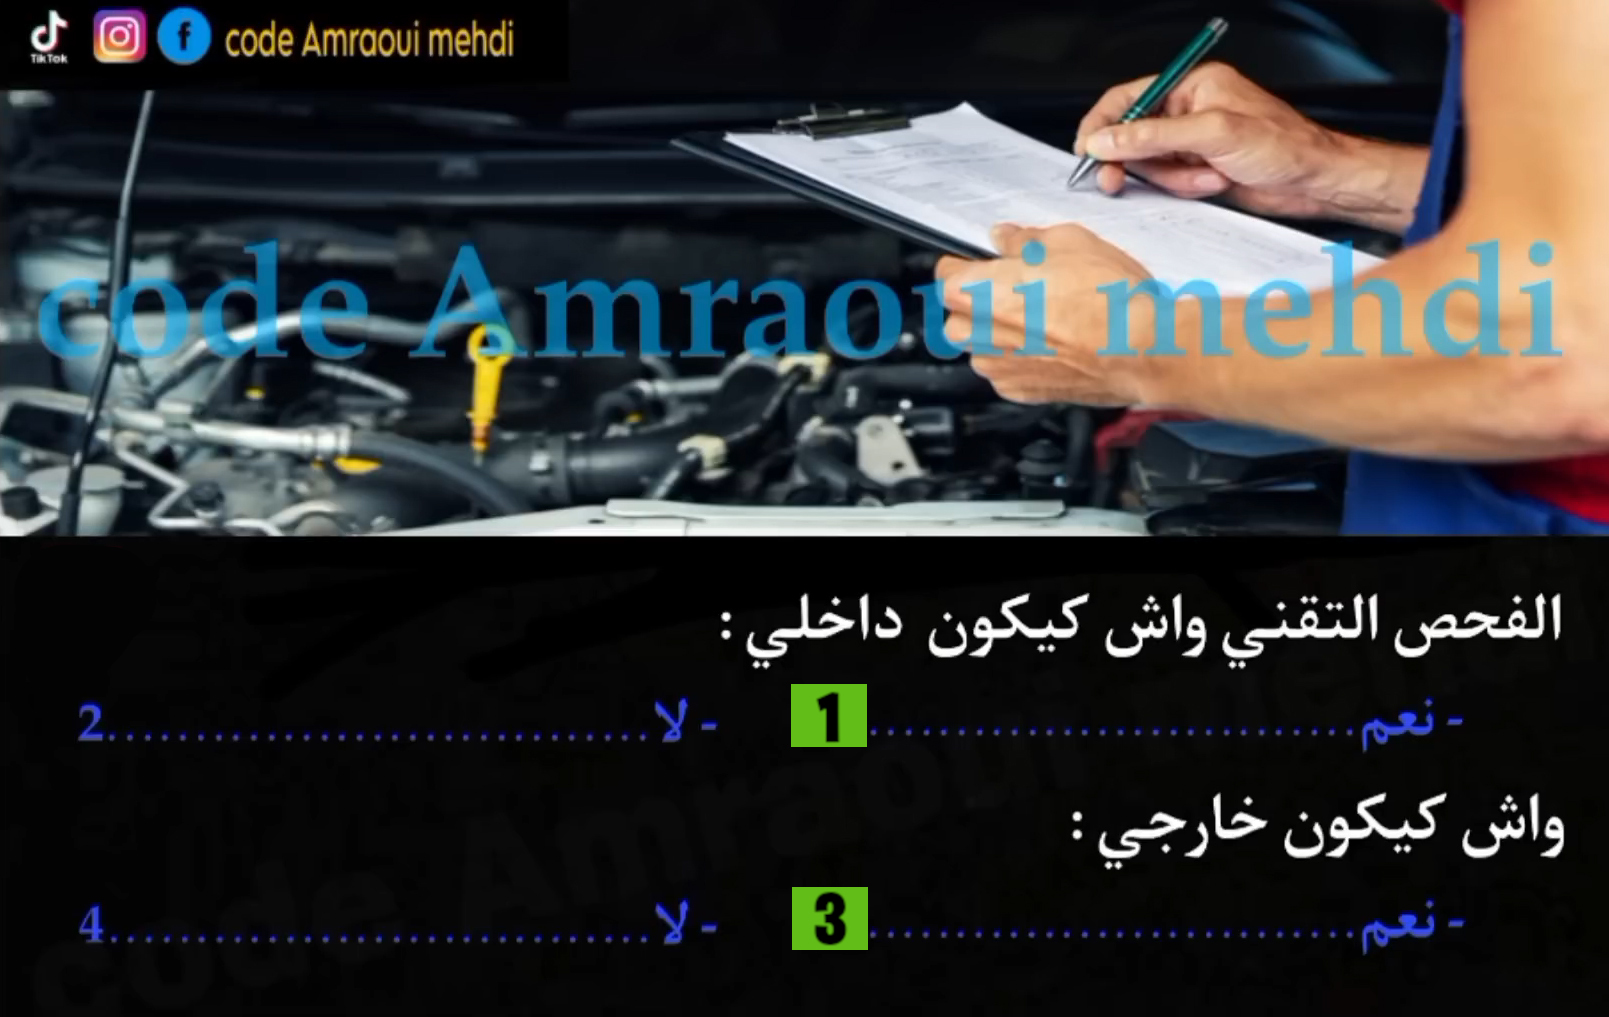 TikTok
code Amraoui mehdi
code Amraoui mehdi
الفحص التقني واش كيكون داخلي :
- نعم............................1 - لا...............................2
واش كيكون خارجي :
- نعم............................3 - لا...............................4